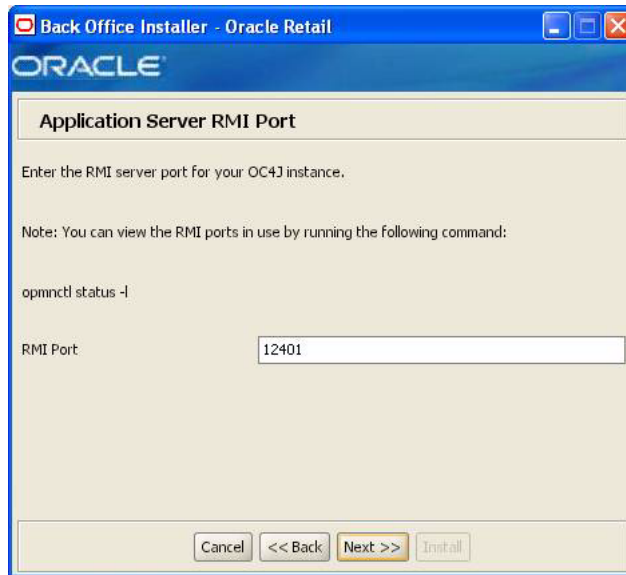 Back Office Installer - Oracle Retail
ORACLE
Application Server RMI Port
Enter the RMI server port for your OC4J instance.
Note: You can view the RMI ports in use by running the following command:
opmnctl status -l
RMI Port 12401
Cancel << Back Next >> Install